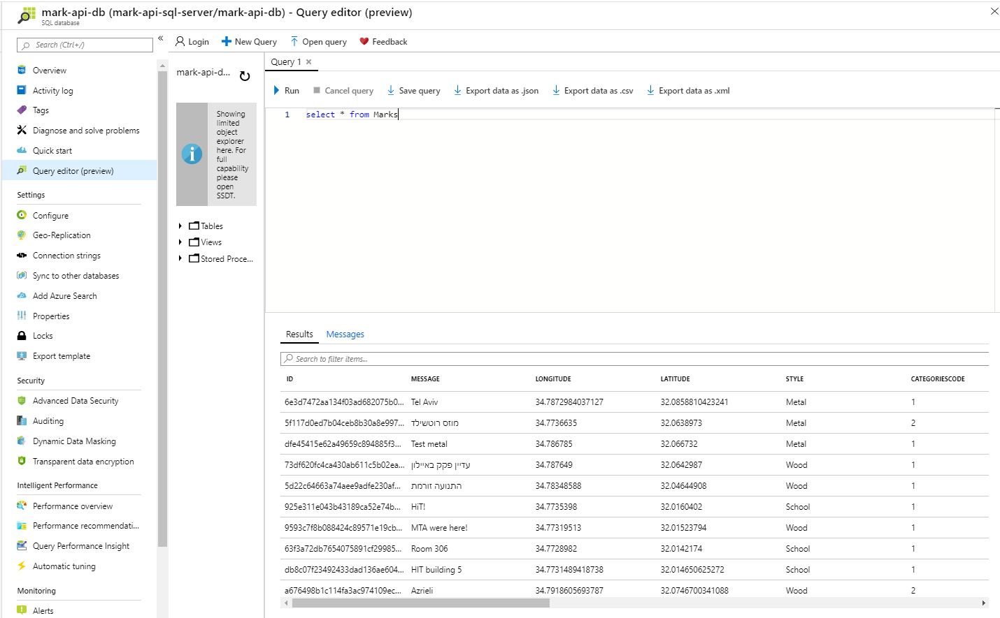 mark-api-db (mark-api-sql-server/mark-api-db) - Query editor (preview)
SQL database
Search (Ctrl+/)
«
Overview
Activity log
Tags
Diagnose and solve problems
Quick start
Query editor (preview)
Settings
Configure
Geo-Replication
Connection strings
Sync to other databases
Add Azure Search
Properties
Locks
Export template
Security
Advanced Data Security
Auditing
Dynamic Data Masking
Transparent data encryption
Intelligent Performance
Performance overview
Performance recommendati...
Query Performance Insight
Automatic tuning
Monitoring
Alerts
Login New Query Open query Feedback
mark-api-d...
Showing
limited
object
explorer
here. For
full
capability
please
open
SSDT.
Tables
Views
Stored Proce...
Query 1
Run Cancel query Save query Export data as .json Export data as .csv Export data as .xml
1 select * from Marks
Results Messages
Search to filter items...
ID MESSAGE LONGITUDE LATITUDE STYLE CATEGORIESCODE
6e3d7472aa134f03ad682075b0... Tel Aviv 34.7872984037127 32.0858810423241 Metal 1
5f117d0ed7b04ceb8b30a8e997... מוזס רוטשילד 34.7736635 32.0638973 Metal 2
dfe45415e62a49659c894885f3... Test metal 34.786785 32.066732 Metal 1
73df620fc4ca430ab611c5b02ea... עדיין פקק באיילון 34.787649 32.0642987 Wood 1
5d22c64663a74aee9adfe230af... התנועה זורמת 34.78348588 32.04644908 Wood 1
925e311e043b43189ca52e74b... HiT! 34.7735398 32.0160402 School 1
9593c7f8b088424c89571e19cb... MTA were here! 34.77319513 32.01523794 Wood 1
63f3a72db7654075891cf29985... Room 306 34.7728982 32.0142174 School 1
db8c07f23492433dad136ae604... HIT building 5 34.7731489418738 32.014650625272 School 1
a676498b1c114fa3ac974109ec... Azrieli 34.7918605693787 32.0746700341088 Wood 2